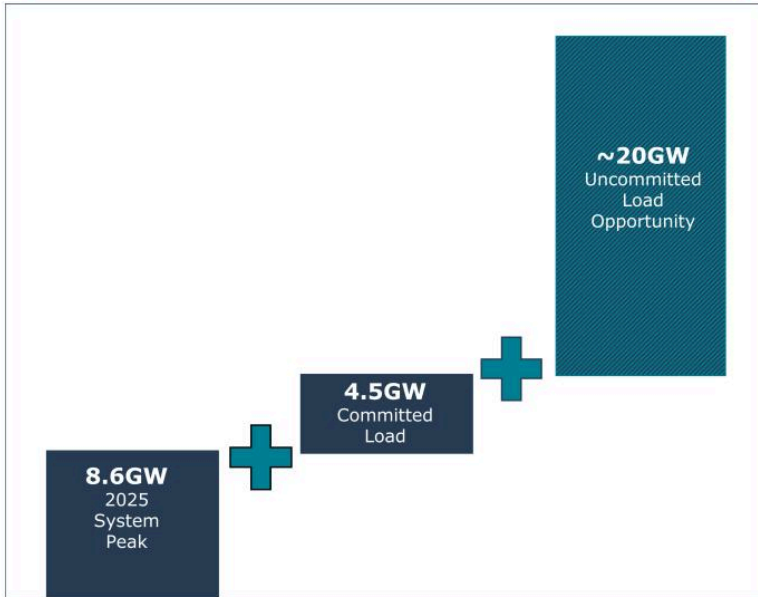 8.6GW
2025
System
Peak
4.5GW
Committed
Load
~20GW
Uncommitted
Load
Opportunity